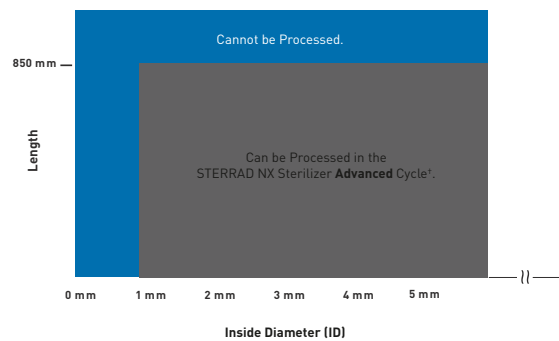 Cannot be Processed.
850 mm
Length
Can be Processed in the
STERRAD NX Sterilizer Advanced Cycle†.
0 mm 1 mm 2 mm 3 mm 4 mm 5 mm
Inside Diameter (ID)